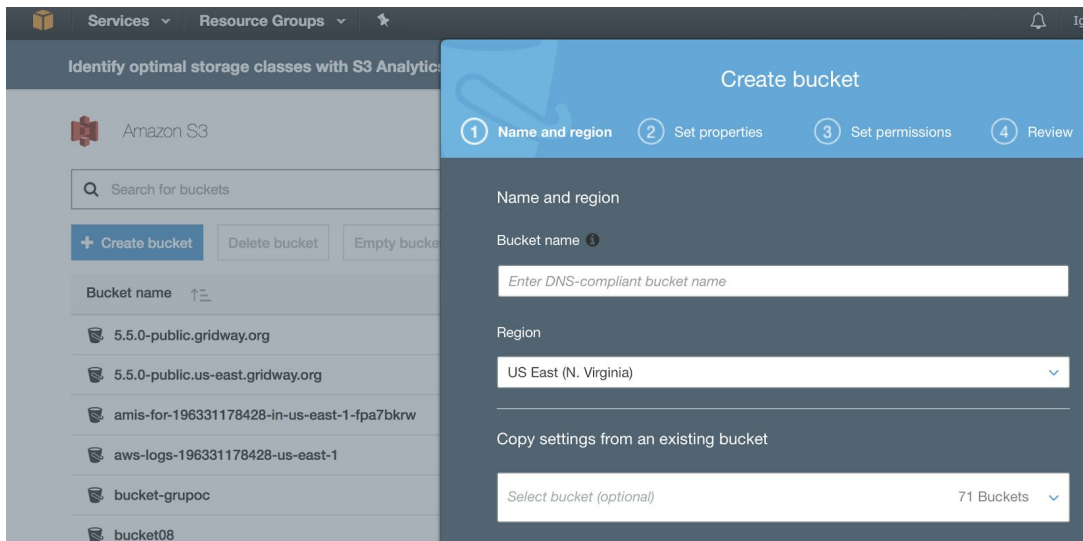 Services Resource Groups
Identify optimal storage classes with S3 Analytics
Amazon S3
Search for buckets
Create bucket Delete bucket Empty
Bucket name
5.5.0-public.gridway.org
5.5.0-public.us-east.gridway.org
amis-for-196331178428-in-us-east-1-fpa7bkrw
aws-logs-196331178428-us-east-1
bucket-grupoc
bucket08
Create bucket
1 Name and region 2 Set properties 3 Set permissions 4 Review
Name and region
Bucket name
Enter DNS-compliant bucket name
Region
US East (N. Virginia)
Copy settings from an existing bucket
Select bucket (optional) 71 Buckets